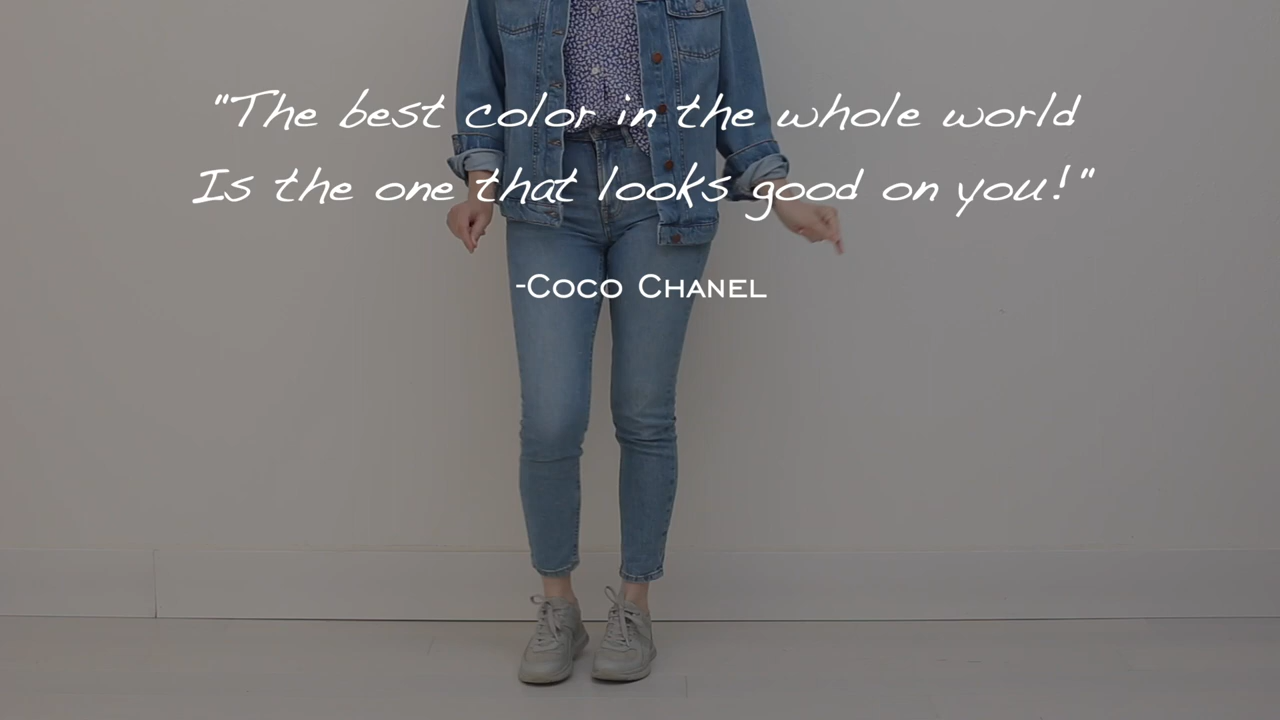 "The best color in the whole world
Is the one that looks good on you!"
-Coco Chanel